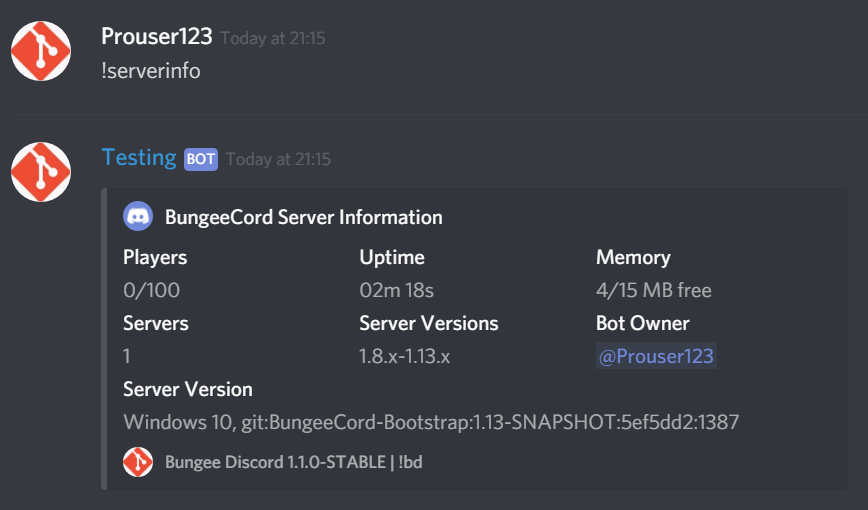 Prouser123 Today at 21:15
!serverinfo
Testing BOT Today at 21:15
BungeeCord Server Information
Players Uptime Memory
0/100 02m 18s 4/15 MB free
Servers Server Versions Bot Owner
1 1.8.x-1.13.x @Prouser123
Server Version
Windows 10, git:BungeeCord-Bootstrap:1.13-SNAPSHOT:5ef5dd2:1387
Bungee Discord 1.1.0-STABLE | !bd